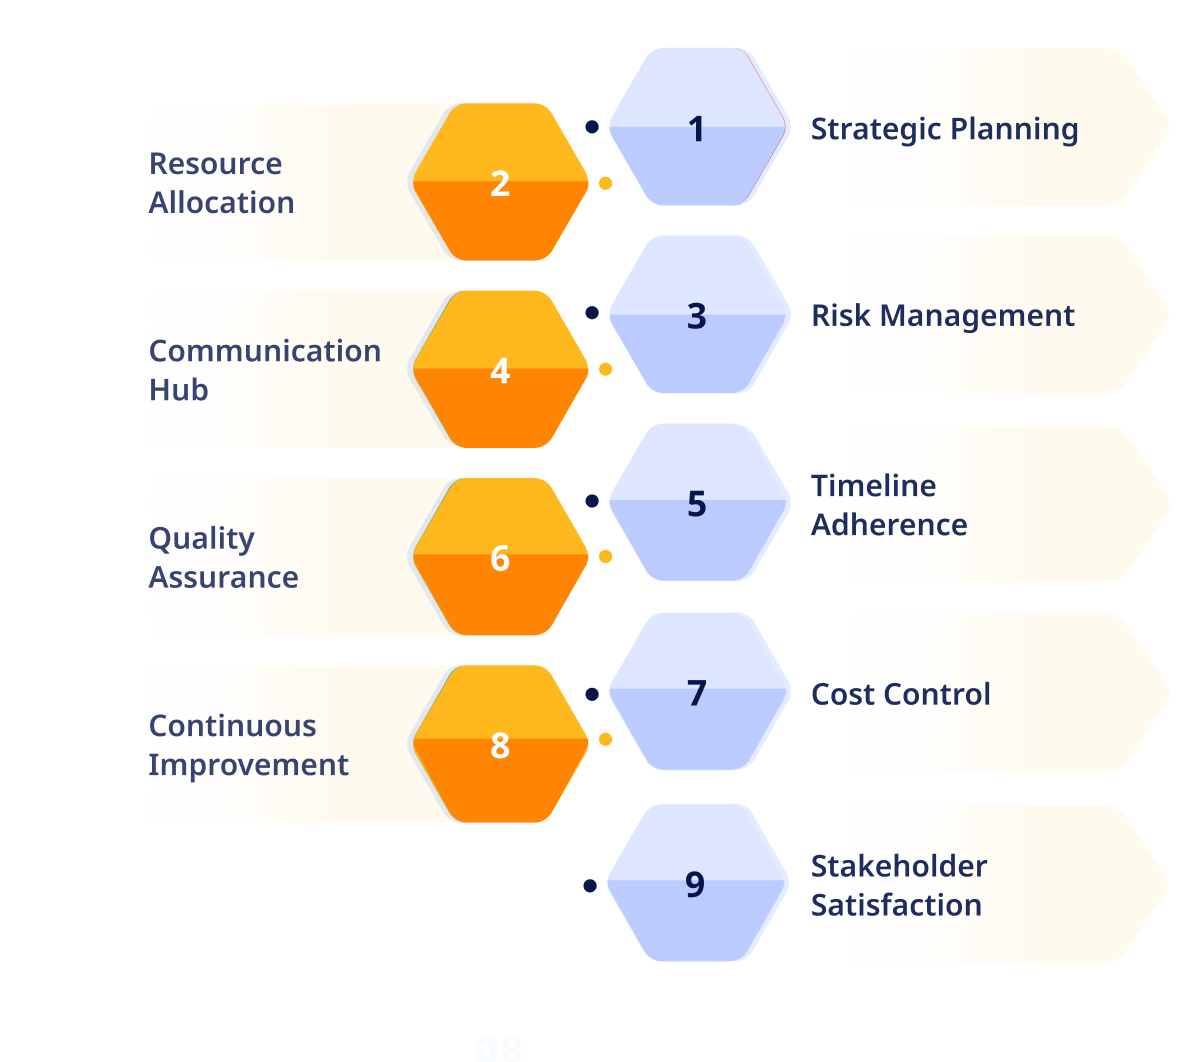 1
Strategic Planning
2
Resource
Allocation
3
Risk Management
4
Communication
Hub
5
Timeline
Adherence
6
Quality
Assurance
7
Cost Control
8
Continuous
Improvement
9
Stakeholder
Satisfaction
08